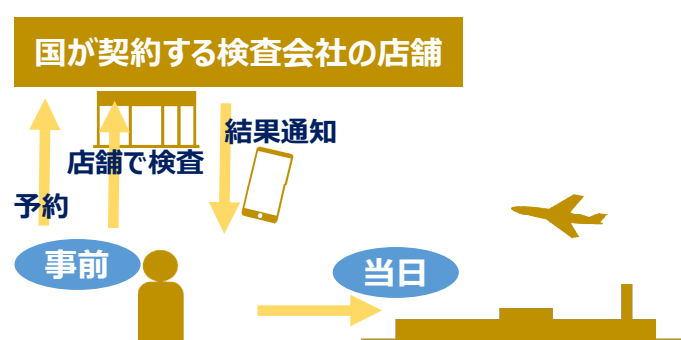 国が契約する検査会社の店舗
結果通知
店舗で検査
予約
事前
当日